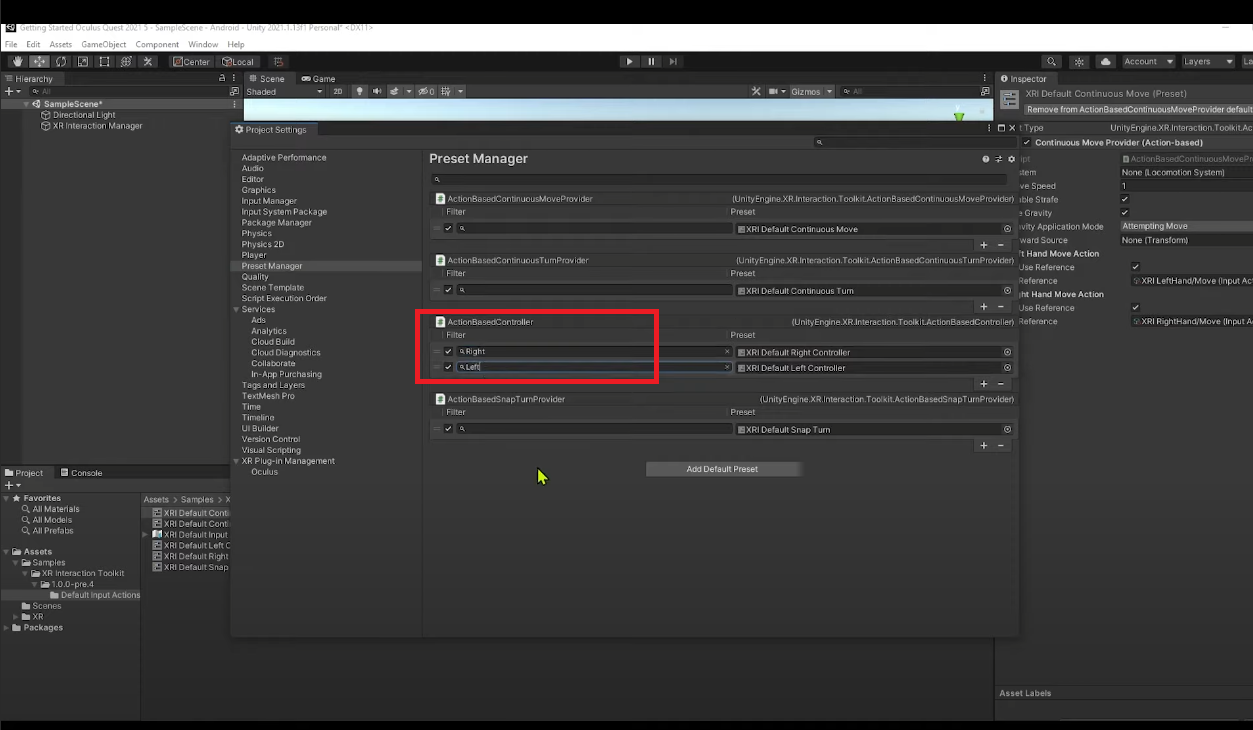 Getting Started Oculus Quest 2021 5 - SampleScene - Android - Unity 2021.1.13f1 Personal* <DX11>
File Edit Assets GameObject Component Window Help
Center Local Account Layers La
Hierarchy Scene Game Inspector
All Shaded 2D 0 Gizmos All
XRI Default Continuous Move (Preset)
Remove from ActionBasedContinuousMoveProvider default
SampleScene*
Directional Light
XR Interaction Manager
Project Settings
t Type UnityEngine.XR.Interaction.Toolkit.ActionBas
Continuous Move Provider (Action-based)
ipt ActionBasedContinuousMovePro
stem None (Locomotion System)
ve Speed 1
ble Strafe
e Gravity
vity Application Mode Attempting Move
ward Source None (Transform)
ft Hand Move Action
Use Reference
Reference XRI LeftHand/Move (Input Ac
ght Hand Move Action
Use Reference
Reference XRI RightHand/Move (Input Ac
Adaptive Performance
Audio
Editor
Graphics
Input Manager
Input System Package
Package Manager
Physics
Physics 2D
Player
Preset Manager
Quality
Scene Template
Script Execution Order
Services
Ads
Analytics
Cloud Build
Cloud Diagnostics
Collaborate
In-App Purchasing
Tags and Layers
TextMesh Pro
Time
Timeline
UI Builder
Version Control
Visual Scripting
XR Plug-in Management
Oculus
Preset Manager
ActionBasedContinuousMoveProvider (UnityEngine.XR.Interaction.Toolkit.ActionBasedContinuousMoveProvider)
Filter Preset
XRI Default Continuous Move
ActionBasedContinuousTurnProvider (UnityEngine.XR.Interaction.Toolkit.ActionBasedContinuousTurnProvider)
Filter Preset
XRI Default Continuous Turn
ActionBasedController (UnityEngine.XR.Interaction.Toolkit.ActionBasedController)
Filter Preset
Right XRI Default Right Controller
Left XRI Default Left Controller
ActionBasedSnapTurnProvider (UnityEngine.XR.Interaction.Toolkit.ActionBasedSnapTurnProvider)
Filter Preset
XRI Default Snap Turn
Add Default Preset
Project Console
Favorites
All Materials
All Models
All Prefabs
Assets
Samples
XR Interaction Toolkit
1.0.0-pre.4
Default Input Actions
Scenes
XR
Packages
Assets > Samples > X
XRI Default Conti
XRI Default Conti
XRI Default Input
XRI Default Left C
XRI Default Right
XRI Default Snap
Asset Labels